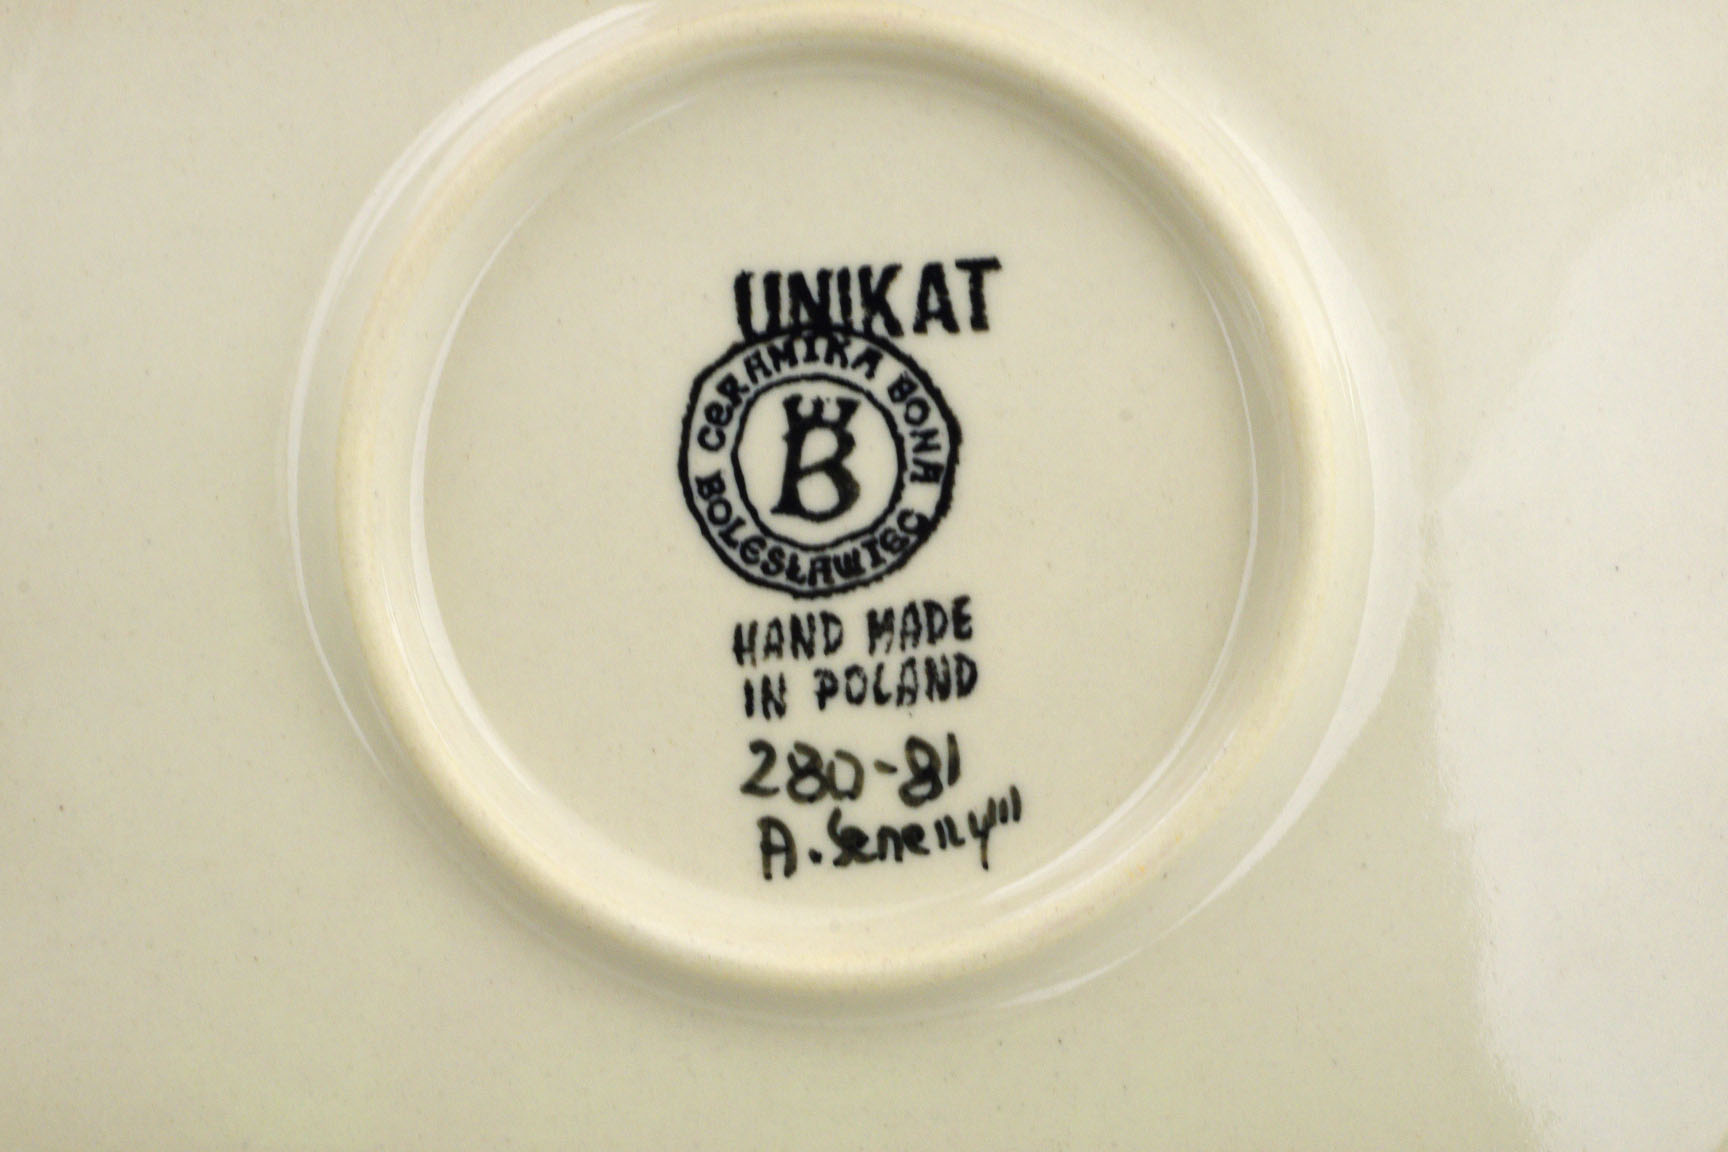 UNIKAT
CeRAMIKA BONA
B
BOLESŁAWIEC
HAND MADE
IN POLAND
280-81
A.